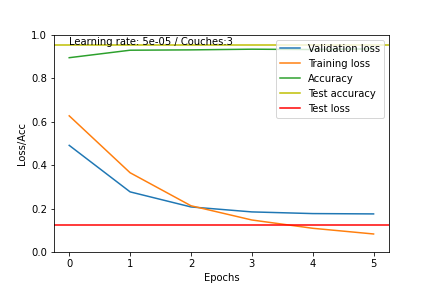 Learning rate: 5e-05 / Couches:3
Validation loss
Training loss
Accuracy
Test accuracy
Test loss
Loss/Acc
1.0
0.8
0.6
0.4
0.2
0.0
0 1 2 3 4 5
Epochs